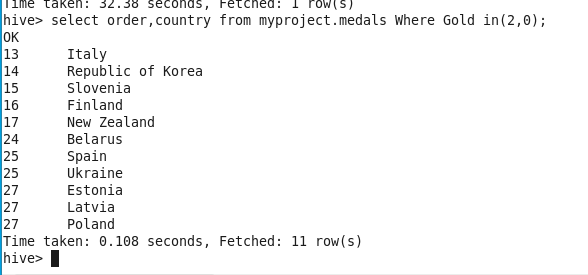 Time taken: 32.38 seconds, Fetched: 1 row(s)
hive> select order,country from myproject.medals Where Gold in(2,0);
OK
13 Italy
14 Republic of Korea
15 Slovenia
16 Finland
17 New Zealand
24 Belarus
25 Spain
25 Ukraine
27 Estonia
27 Latvia
27 Poland
Time taken: 0.108 seconds, Fetched: 11 row(s)
hive>